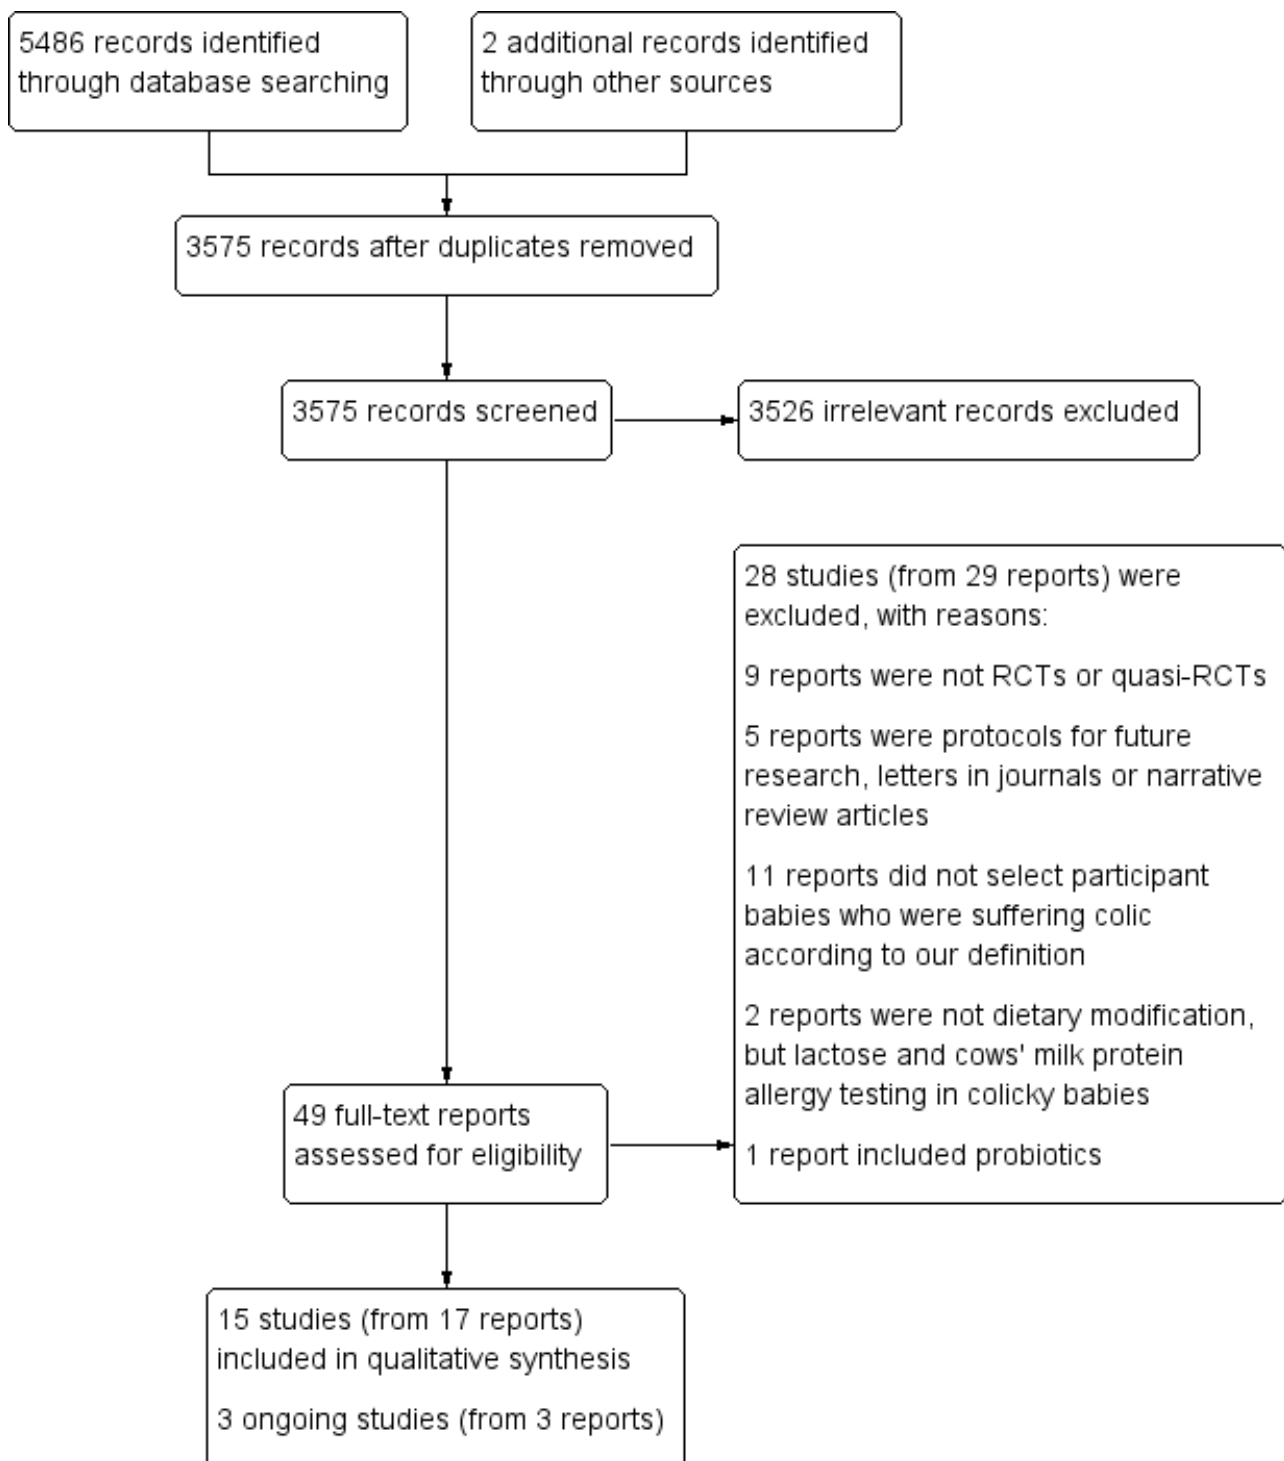 5486 records identified
through database searching
2 additional records identified
through other sources
3575 records after duplicates removed
3575 records screened
3526 irrelevant records excluded
28 studies (from 29 reports) were
excluded, with reasons:
9 reports were not RCTs or quasi-RCTs
5 reports were protocols for future
research, letters in journals or narrative
review articles
11 reports did not select participant
babies who were suffering colic
according to our definition
2 reports were not dietary modification,
but lactose and cows' milk protein
allergy testing in colicky babies
1 report included probiotics
49 full-text reports
assessed for eligibility
15 studies (from 17 reports)
included in qualitative synthesis
3 ongoing studies (from 3 reports)